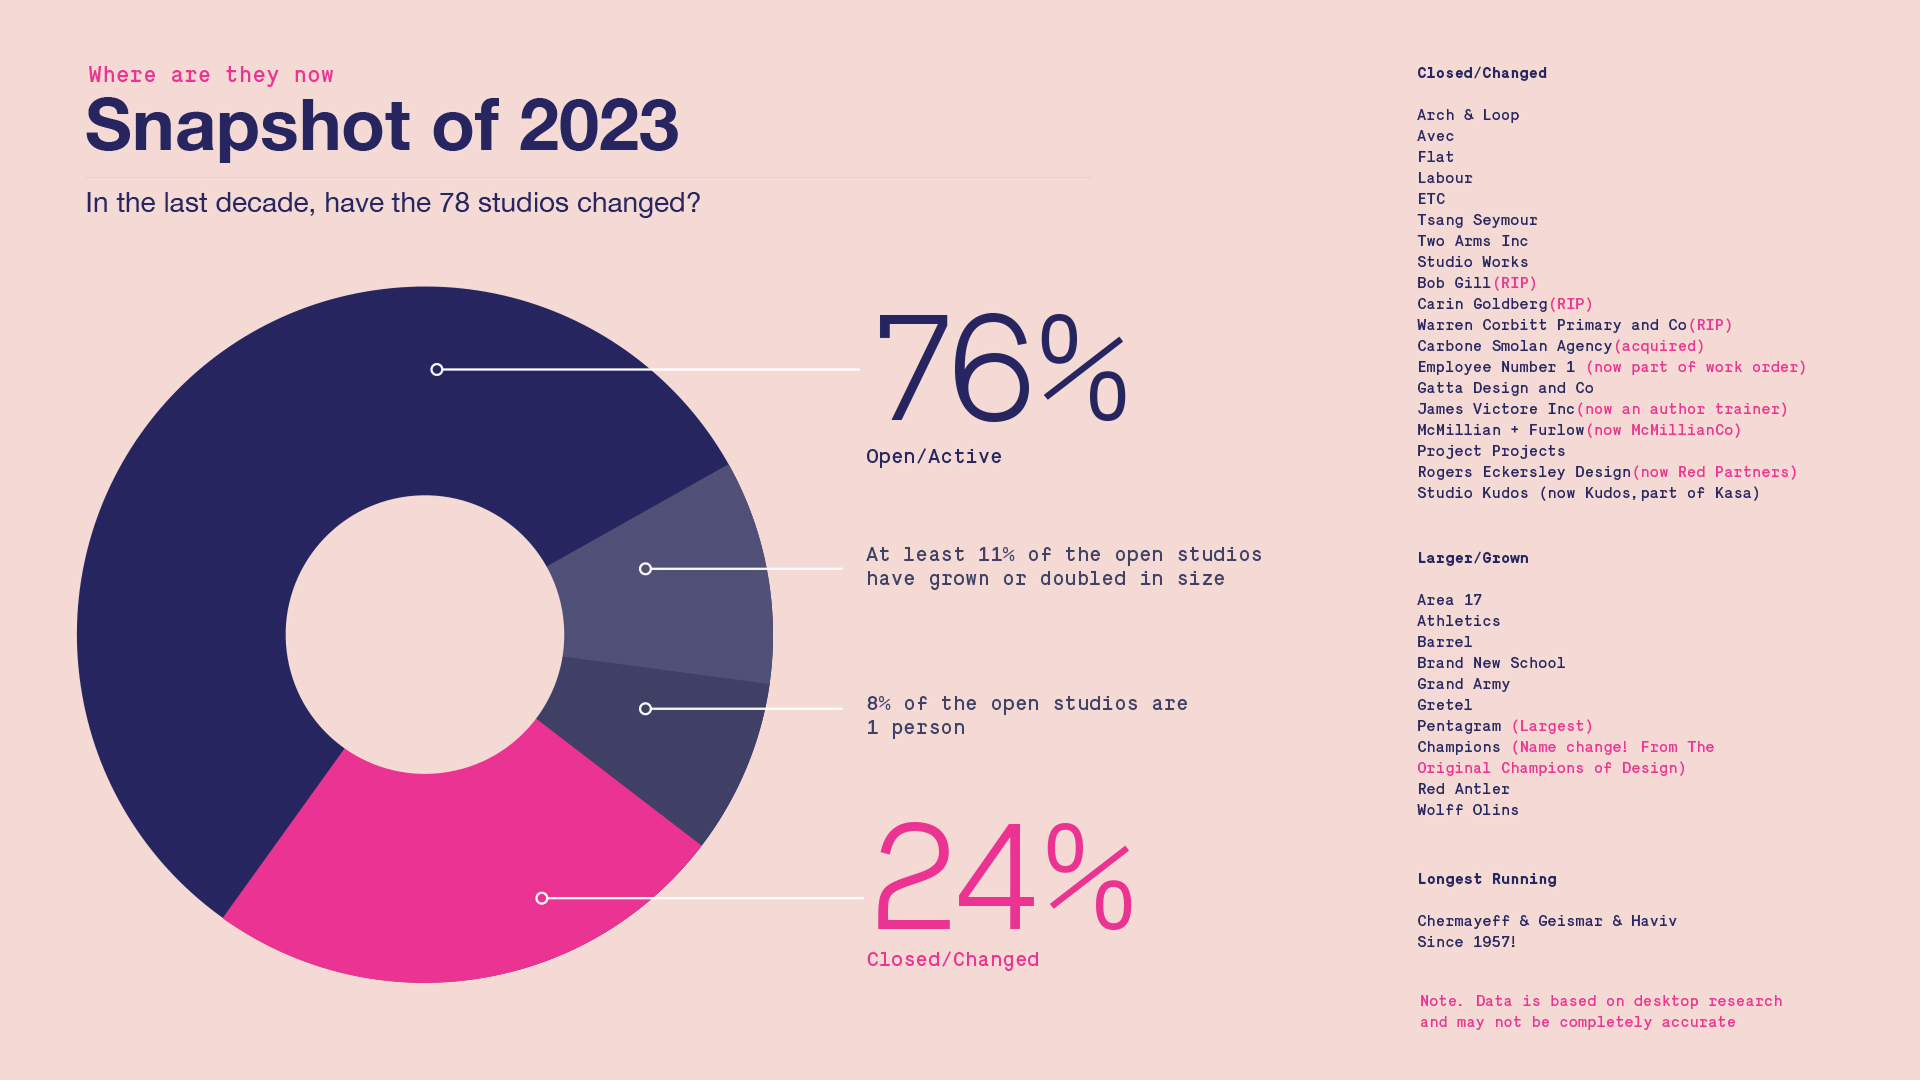 Where are they now
Snapshot of 2023
In the last decade, have the 78 studios changed?
76%
Open/Active
At least 11% of the open studios
have grown or doubled in size
8% of the open studios are
1 person
24%
Closed/Changed
Closed/Changed
Arch & Loop
Avec
Flat
Labour
ETC
Tsang Seymour
Two Arms Inc
Studio Works
Bob Gill(RIP)
Carin Goldberg(RIP)
Warren Corbitt Primary and Co(RIP)
Carbone Smolan Agency(acquired)
Employee Number 1 (now part of work order)
Gatta Design and Co
James Victore Inc(now an author trainer)
McMillian + Furlow(now McMillianCo)
Project Projects
Rogers Eckersley Design(now Red Partners)
Studio Kudos (now Kudos,part of Kasa)
Larger/Grown
Area 17
Athletics
Barrel
Brand New School
Grand Army
Gretel
Pentagram (Largest)
Champions (Name change! From The
Original Champions of Design)
Red Antler
Wolff Olins
Longest Running
Chermayeff & Geismar & Haviv
Since 1957!
Note. Data is based on desktop research
and may not be completely accurate